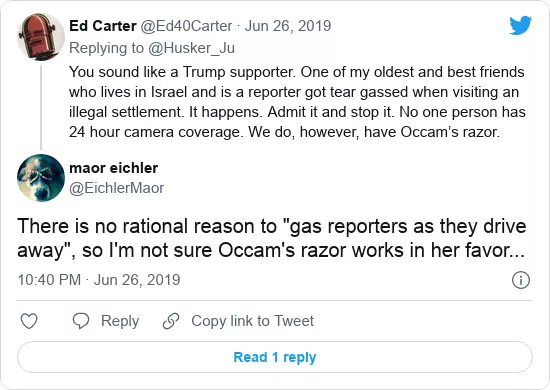 Ed Carter @Ed40Carter · Jun 26, 2019
Replying to @Husker_Ju
You sound like a Trump supporter. One of my oldest and best friends
who lives in Israel and is a reporter got tear gassed when visiting an
illegal settlement. It happens. Admit it and stop it. No one person has
24 hour camera coverage. We do, however, have Occam’s razor.
maor eichler
@EichlerMaor
There is no rational reason to "gas reporters as they drive
away", so I'm not sure Occam's razor works in her favor...
10:40 PM · Jun 26, 2019
Reply
Copy link to Tweet
Read 1 reply